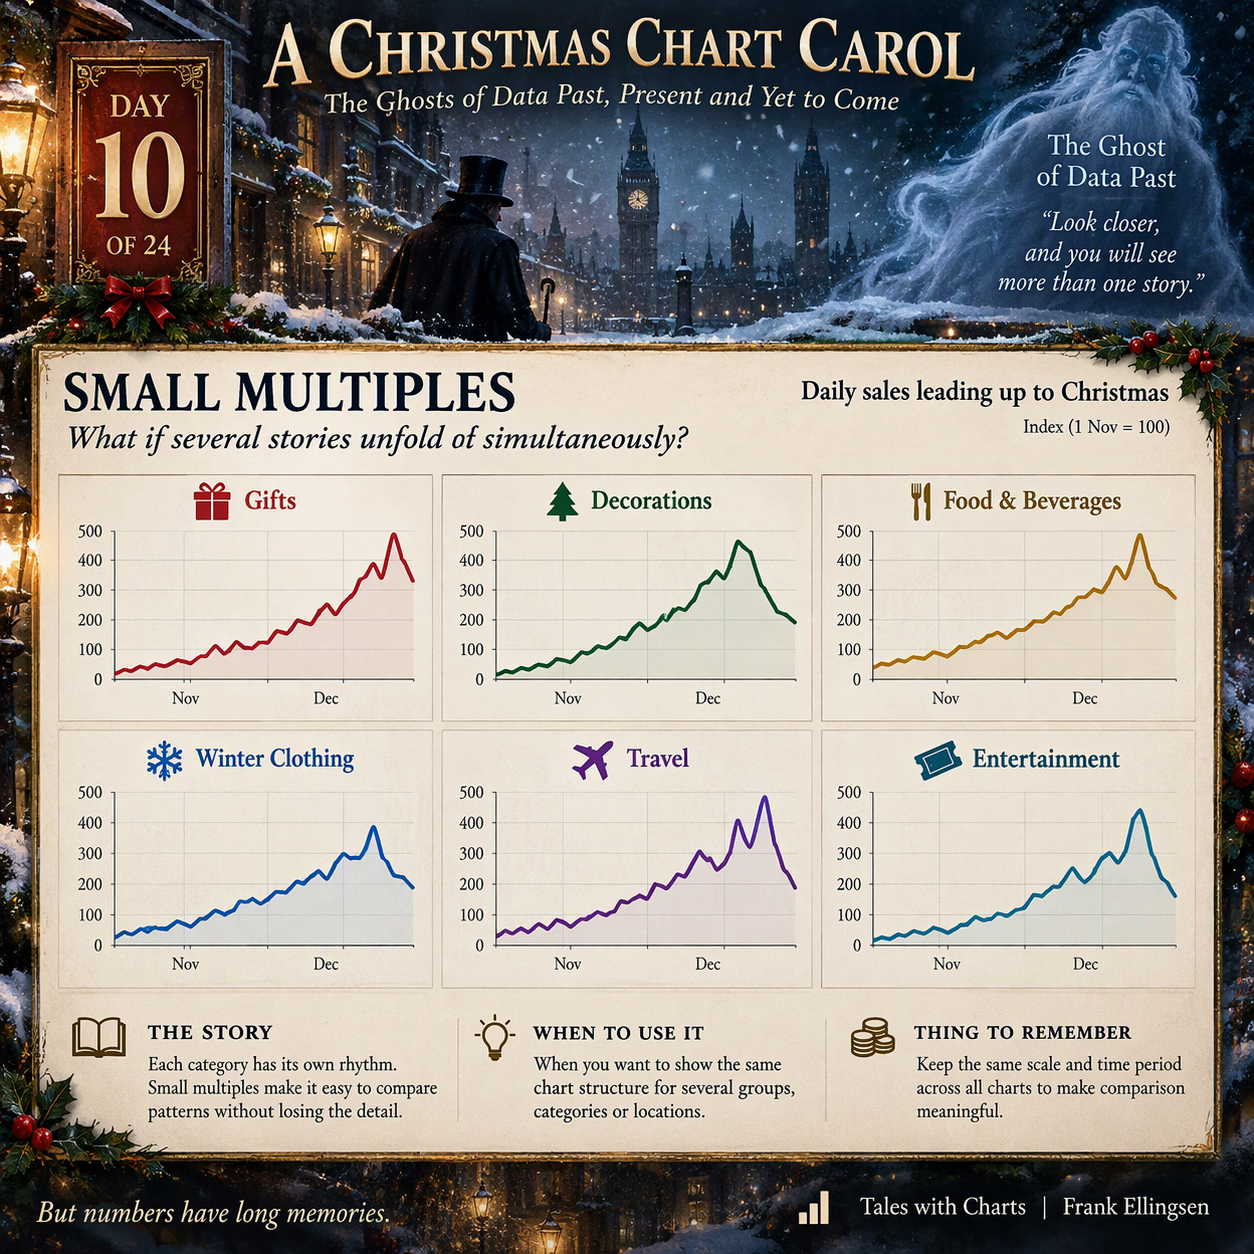 A CHRISTMAS CHART CAROL
The Ghosts of Data Past, Present and Yet to Come
DAY
10
OF 24
The Ghost
of Data Past
“Look closer,
and you will see
more than one story.”
SMALL MULTIPLES
What if several stories unfold of simultaneously?
Daily sales leading up to Christmas
Index (1 Nov = 100)
Gifts
500
400
300
200
100
0
Nov Dec
Decorations
500
400
300
200
100
0
Nov Dec
Food & Beverages
500
400
300
200
100
0
Nov Dec
Winter Clothing
500
400
300
200
100
0
Nov Dec
Travel
500
400
300
200
100
0
Nov Dec
Entertainment
500
400
300
200
100
0
Nov Dec
THE STORY
Each category has its own rhythm.
Small multiples make it easy to compare
patterns without losing the detail.
WHEN TO USE IT
When you want to show the same
chart structure for several groups,
categories or locations.
THING TO REMEMBER
Keep the same scale and time period
across all charts to make comparison
meaningful.
But numbers have long memories.
Tales with Charts | Frank Ellingsen